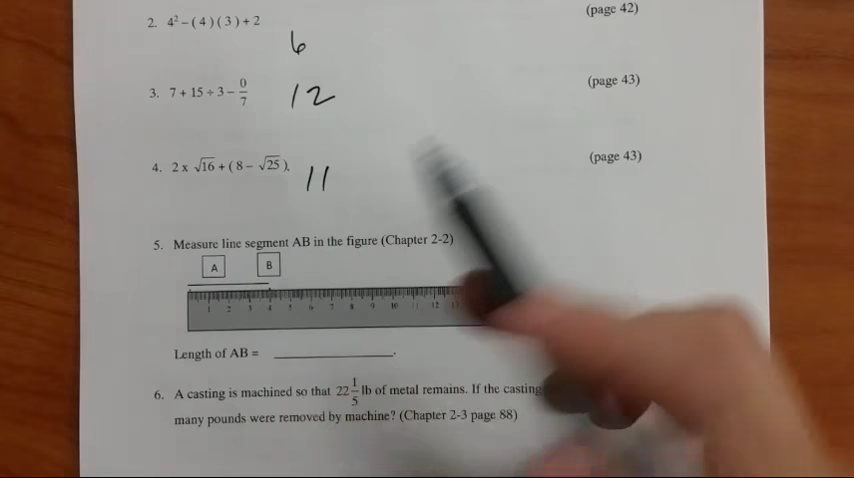 2. 4² – ( 4 ) ( 3 ) + 2 (page 42)
6
3. 7 + 15 ÷ 3 – 0/7 12 (page 43)
4. 2 x √16 + ( 8 – √25 ), 11 (page 43)
5. Measure line segment AB in the figure (Chapter 2-2)
A B
1 2 3 4 5 6 7 8 9 10 11 12
Length of AB = ____________.
6. A casting is machined so that 22 1/5 lb of metal remains. If the casting
many pounds were removed by machine? (Chapter 2-3 page 88)